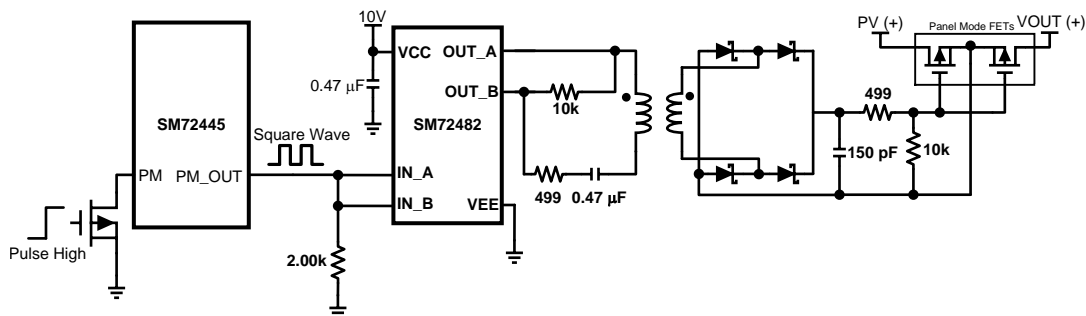 10V
PV (+)
Panel Mode FETs
VOUT (+)
VCC
OUT_A
0.47 μF
OUT_B
10k
499
SM72445
SM72482
Square Wave
150 pF
10k
PM
PM_OUT
IN_A
499
0.47 μF
IN_B
VEE
Pulse High
2.00k